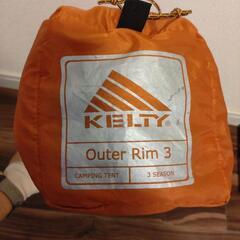 KELTY
Outer Rim 3
CAMPING TENT 3 SEASON